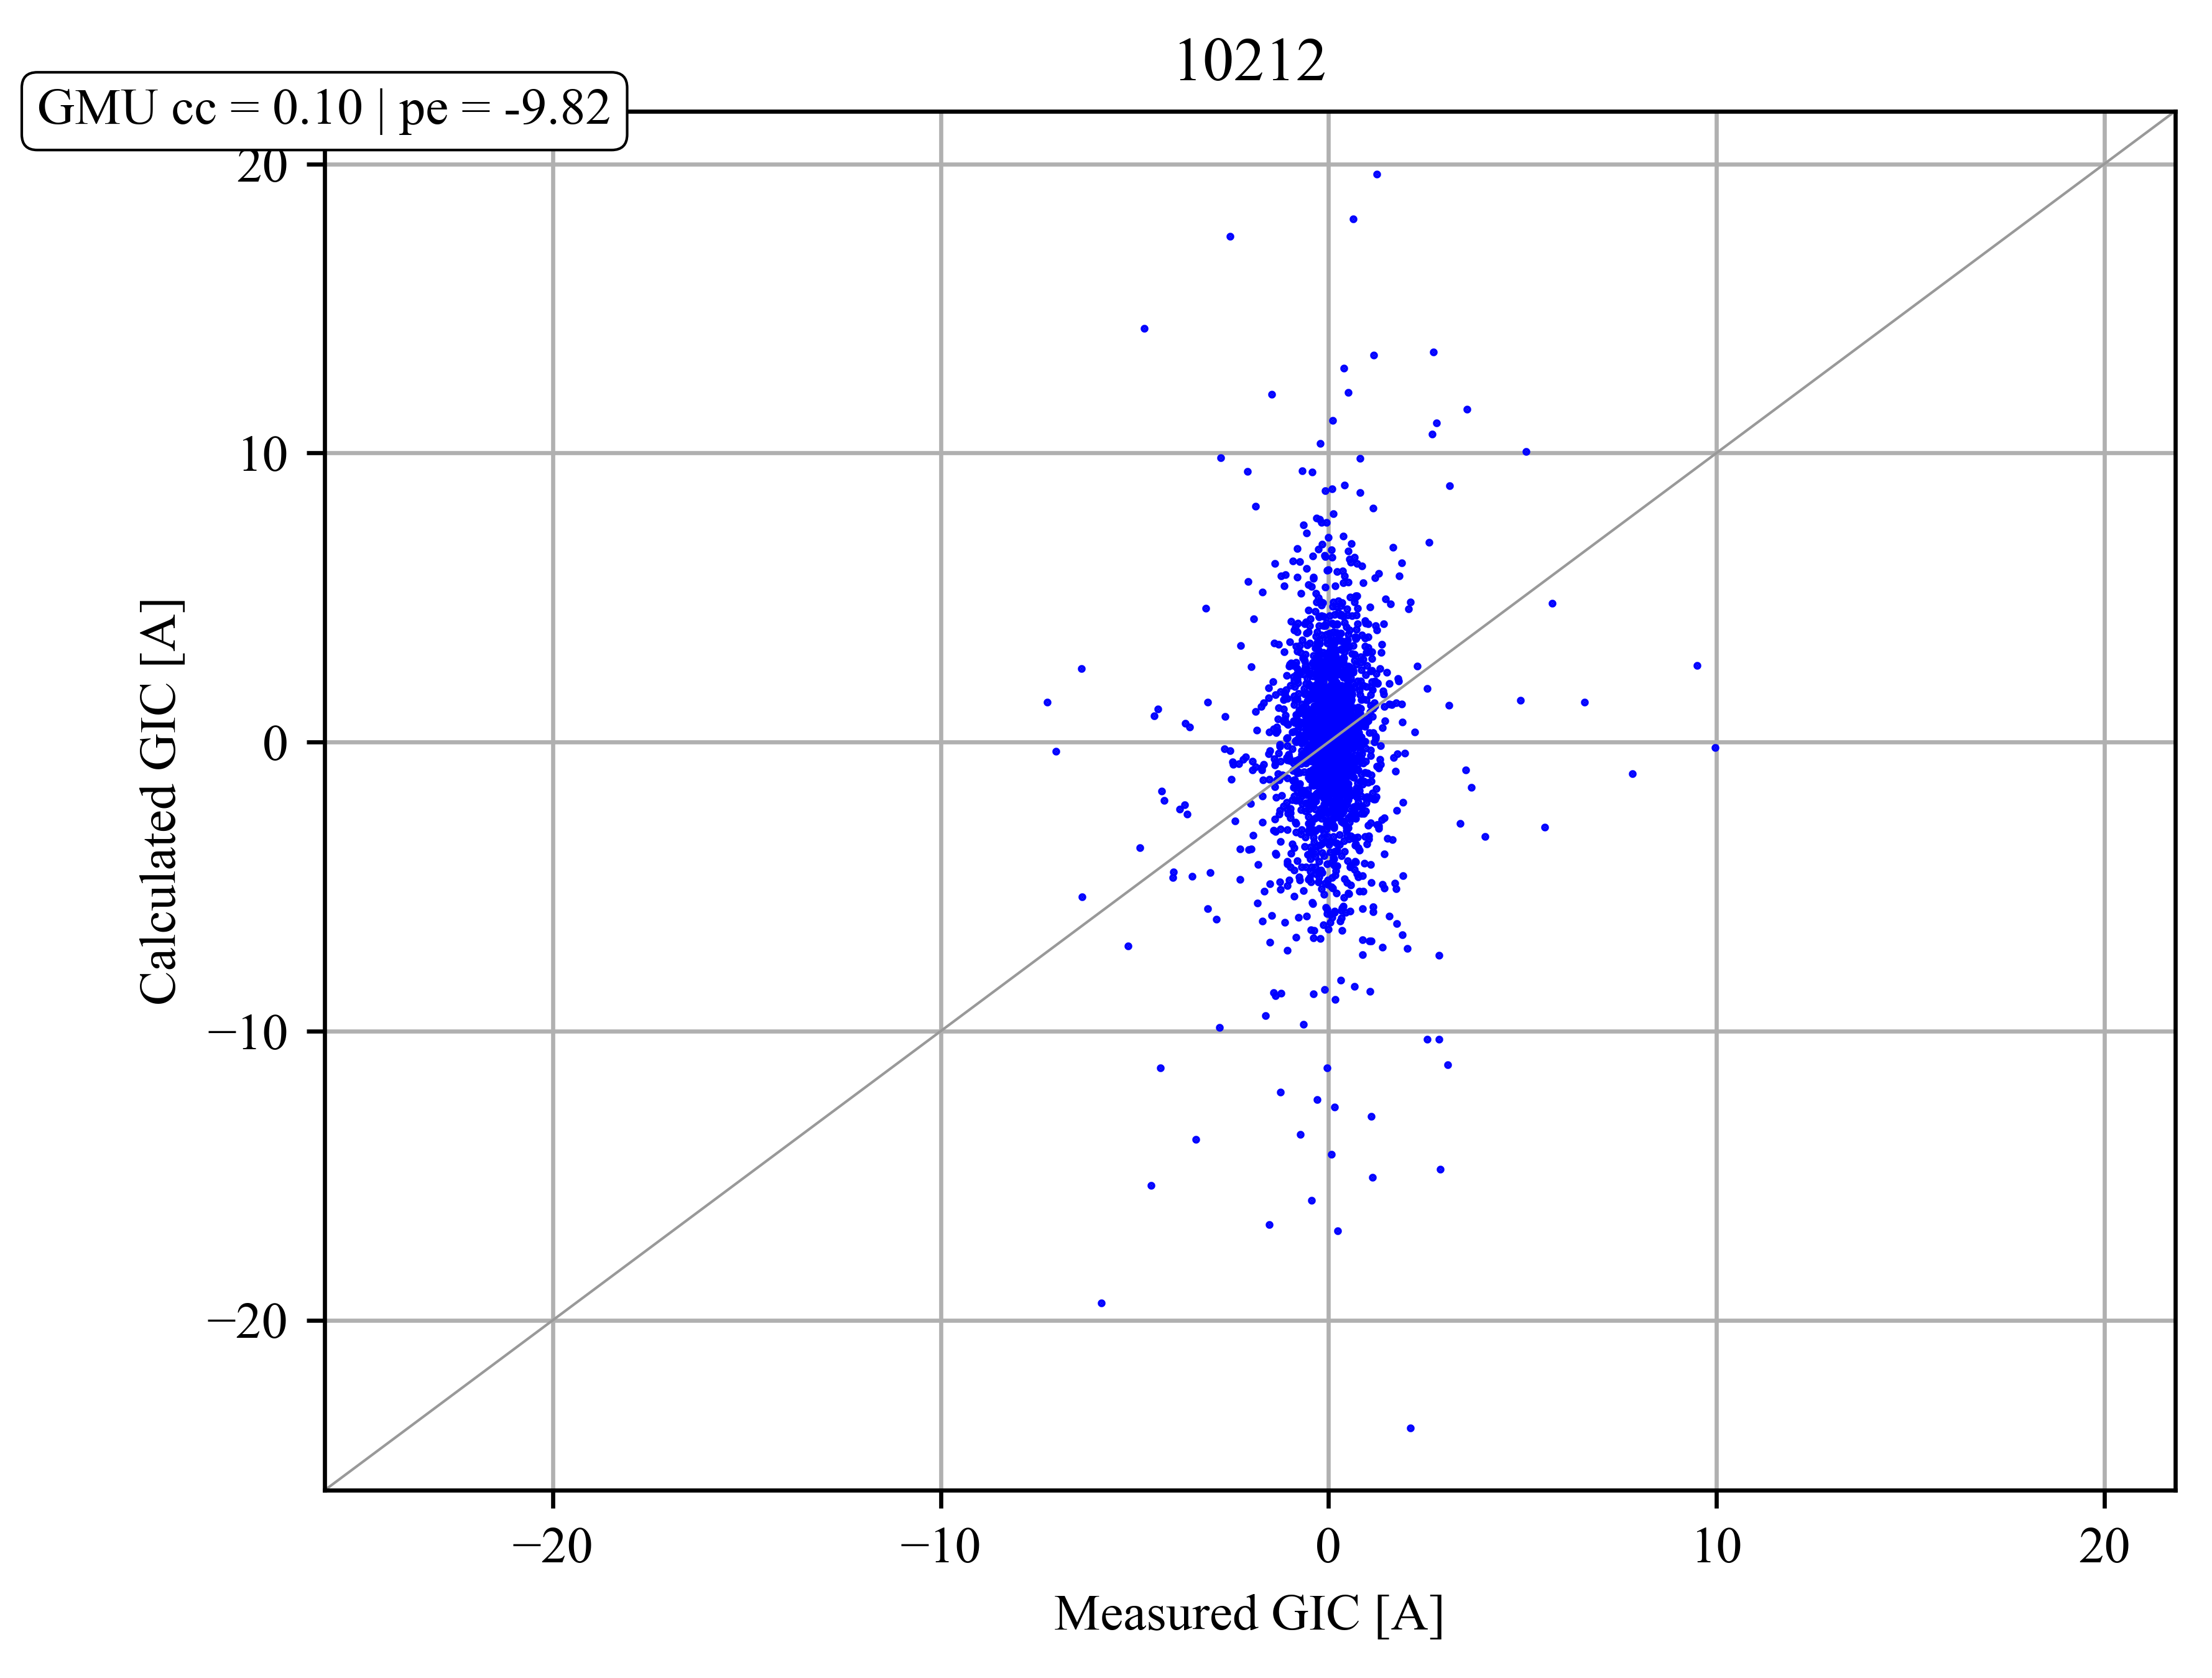 10212
GMU cc = 0.10 | pe = -9.82
20
10
0
−10
−20
Calculated GIC [A]
−20 −10 0 10 20
Measured GIC [A]